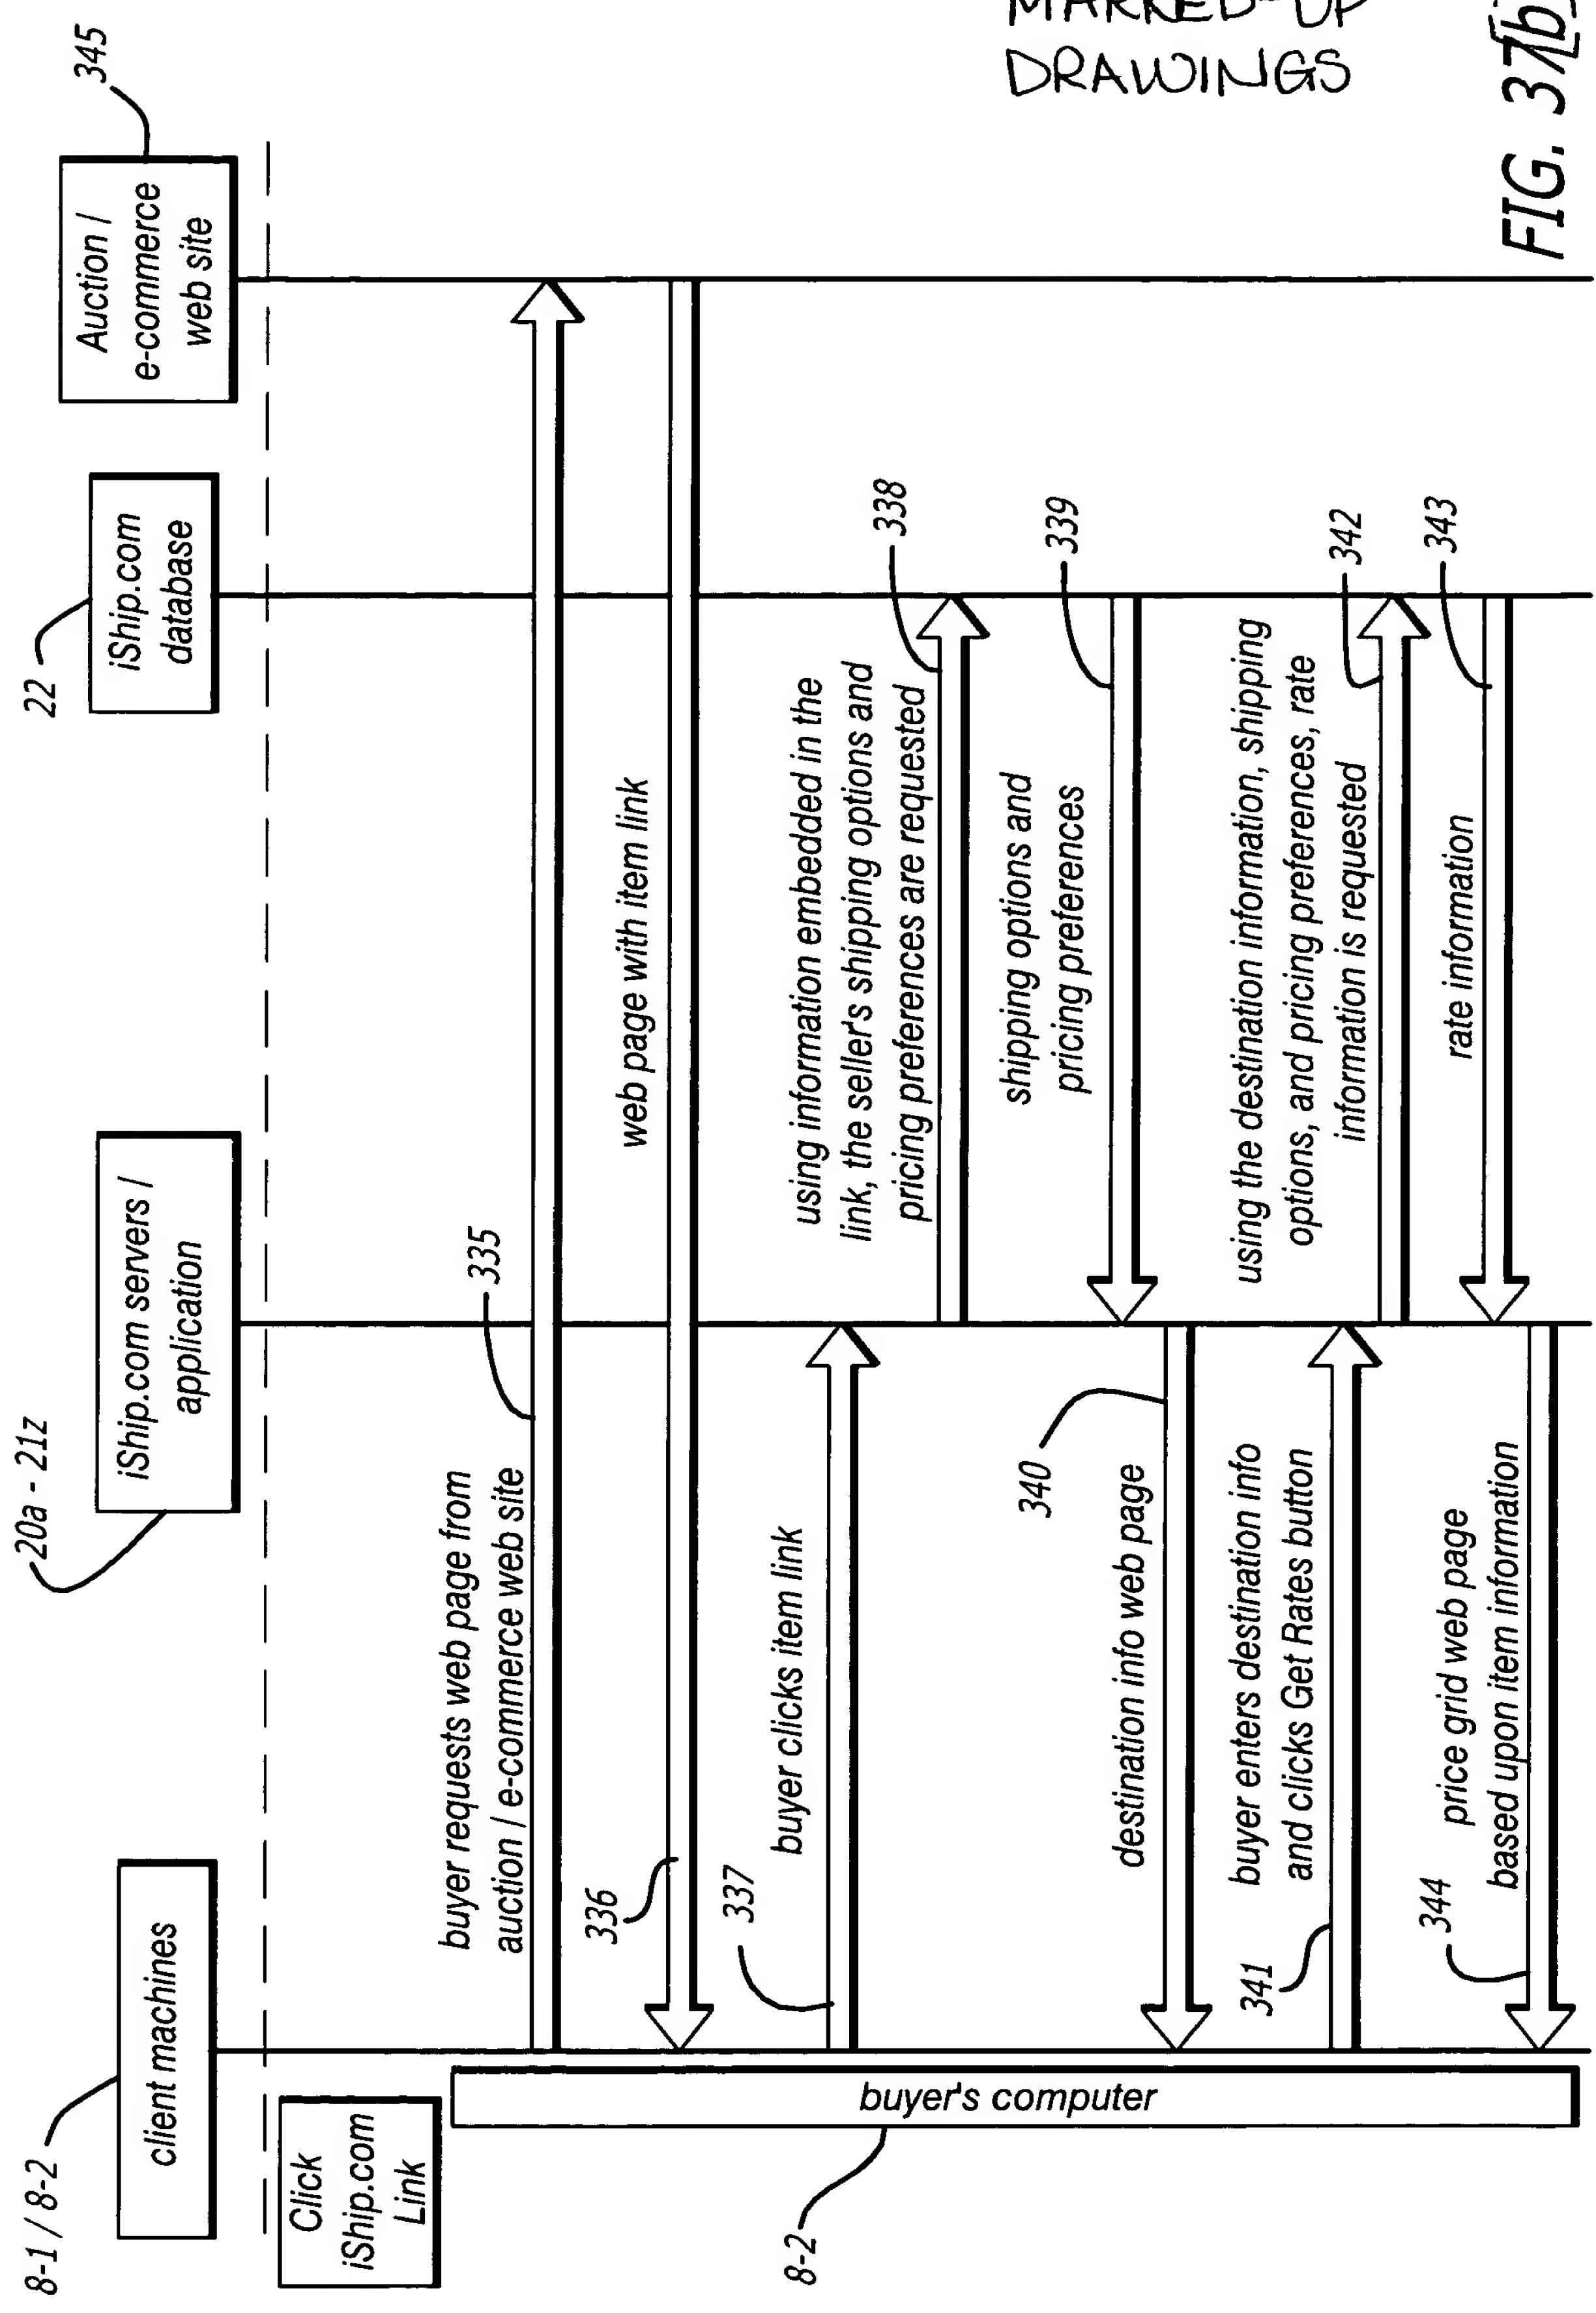 MARKED-UP
DRAWINGS
8-1 / 8-2
client machines
20a - 21z
iShip.com servers /
application
22
iShip.com
database
345
Auction /
e-commerce
web site
Click
iShip.com
Link
8-2
buyer's computer
buyer requests web page from
auction / e-commerce web site
335
336
web page with item link
337
buyer clicks item link
using information embedded in the
link, the seller's shipping options and
pricing preferences are requested
338
shipping options and
pricing preferences
339
340
destination info web page
341
buyer enters destination info
and clicks Get Rates button
using the destination information, shipping
options, and pricing preferences, rate
information is requested
342
rate information
343
344
price grid web page
based upon item information
FIG. 37[b]